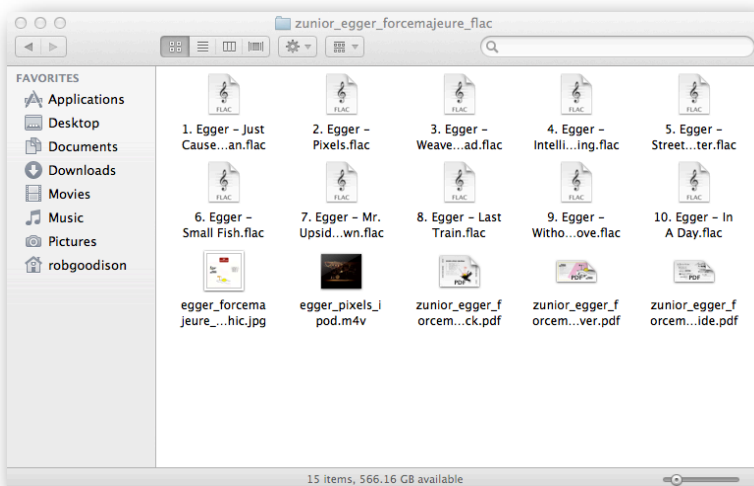 zunior_egger_forcemajeure_flac
FAVORITES
Applications
Desktop
Documents
Downloads
Movies
Music
Pictures
robgoodison
FLAC FLAC FLAC FLAC FLAC
1. Egger – Just 2. Egger – 3. Egger – 4. Egger – 5. Egger –
Cause...an.flac Pixels.flac Weave...ad.flac Intelli...ing.flac Street...ter.flac
FLAC FLAC FLAC FLAC FLAC
6. Egger – 7. Egger – Mr. 8. Egger – Last 9. Egger – 10. Egger – In
Small Fish.flac Upsid...wn.flac Train.flac Witho...ove.flac A Day.flac
PDF PDF PDF
egger_forcema egger_pixels_i zunior_egger_f zunior_egger_f zunior_egger_f
jeure_...hic.jpg pod.m4v orcem...ck.pdf orcem...ver.pdf orcem...ide.pdf
15 items, 566.16 GB available